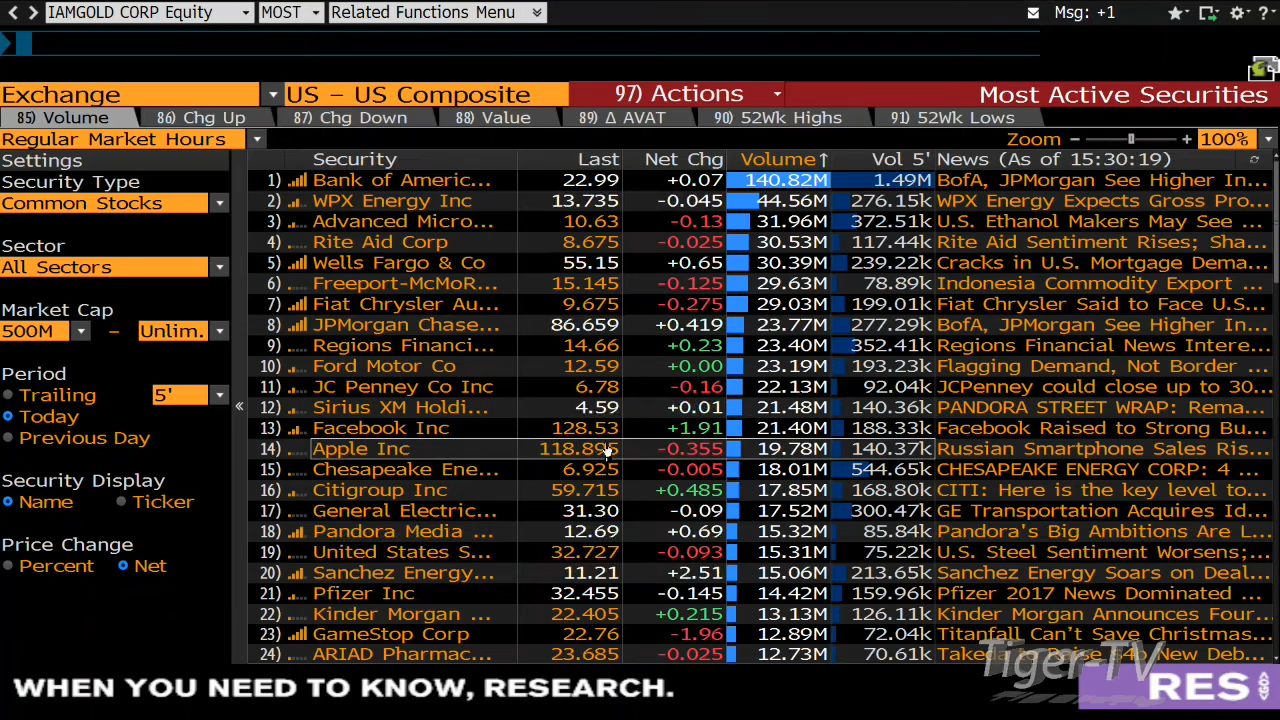 IAMGOLD CORP Equity MOST Related Functions Menu Msg: +1
Exchange US – US Composite 97) Actions Most Active Securities
85) Volume 86) Chg Up 87) Chg Down 88) Value 89) Δ AVAT 90) 52Wk Highs 91) 52Wk Lows
Regular Market Hours Zoom − + 100%
Settings
Security Type
Common Stocks
Sector
All Sectors
Market Cap
500M – Unlim.
Period
Trailing 5'
Today
Previous Day
Security Display
Name Ticker
Price Change
Percent Net
Security Last Net Chg Volume↑ Vol 5' News (As of 15:30:19)
1) Bank of Americ... 22.99 +0.07 140.82M 1.49M BofA, JPMorgan See Higher In...
2) WPX Energy Inc 13.735 -0.045 44.56M 276.15k WPX Energy Expects Gross Pro...
3) Advanced Micro... 10.63 -0.13 31.96M 372.51k U.S. Ethanol Makers May See ...
4) Rite Aid Corp 8.675 -0.025 30.53M 117.44k Rite Aid Sentiment Rises; Sha...
5) Wells Fargo & Co 55.15 +0.65 30.39M 239.22k Cracks in U.S. Mortgage Dema...
6) Freeport-McMoR... 15.145 -0.125 29.63M 78.89k Indonesia Commodity Export ...
7) Fiat Chrysler Au... 9.675 -0.275 29.03M 199.01k Fiat Chrysler Said to Face U.S...
8) JPMorgan Chase... 86.659 +0.419 23.77M 277.29k BofA, JPMorgan See Higher In...
9) Regions Financi... 14.66 +0.23 23.40M 352.41k Regions Financial News Intere...
10) Ford Motor Co 12.59 +0.00 23.19M 193.23k Flagging Demand, Not Border ...
11) JC Penney Co Inc 6.78 -0.16 22.13M 92.04k JCPenney could close up to 30...
12) Sirius XM Holdi... 4.59 +0.01 21.48M 140.36k PANDORA STREET WRAP: Rema...
13) Facebook Inc 128.53 +1.91 21.40M 188.33k Facebook Raised to Strong Bu...
14) Apple Inc 118.895 -0.355 19.78M 140.37k Russian Smartphone Sales Ris...
15) Chesapeake Ene... 6.925 -0.005 18.01M 544.65k CHESAPEAKE ENERGY CORP: 4 ...
16) Citigroup Inc 59.715 +0.485 17.85M 168.80k CITI: Here is the key level to...
17) General Electric... 31.30 -0.09 17.52M 300.47k GE Transportation Acquires Id...
18) Pandora Media ... 12.69 +0.69 15.32M 85.84k Pandora's Big Ambitions Are L...
19) United States S... 32.727 -0.093 15.31M 75.22k U.S. Steel Sentiment Worsens;...
20) Sanchez Energy... 11.21 +2.51 15.06M 213.65k Sanchez Energy Soars on Deal...
21) Pfizer Inc 32.455 -0.145 14.42M 159.96k Pfizer 2017 News Dominated ...
22) Kinder Morgan ... 22.405 +0.215 13.13M 126.11k Kinder Morgan Announces Four...
23) GameStop Corp 22.76 -1.96 12.89M 72.04k Titanfall Can't Save Christmas...
24) ARIAD Pharmac... 23.685 -0.025 12.73M 70.61k Takeda Raise $4b New Loan...
Tiger-TV
WHEN YOU NEED TO KNOW, RESEARCH. RES